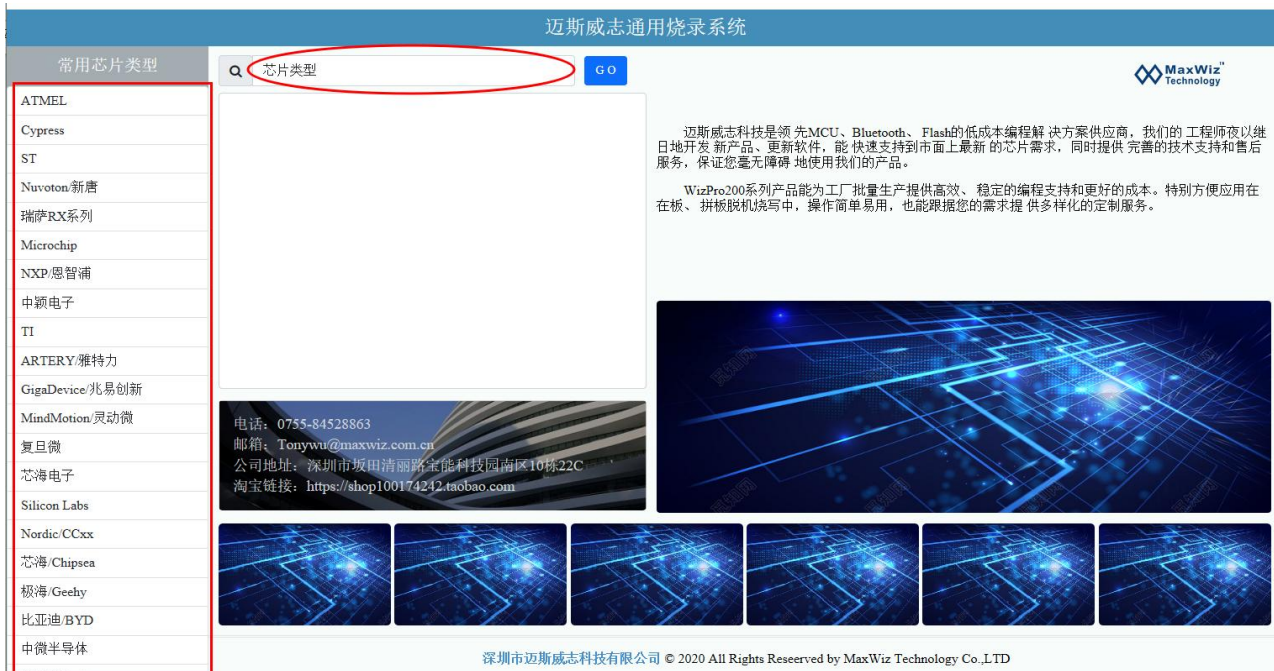 迈斯威志通用烧录系统
常用芯片类型
ATMEL
Cypress
ST
Nuvoton/新唐
瑞萨RX系列
Microchip
NXP/恩智浦
中颖电子
TI
ARTERY/雅特力
GigaDevice/兆易创新
MindMotion/灵动微
复旦微
芯海电子
Silicon Labs
Nordic/CCxx
芯海/Chipsea
极海/Geehy
比亚迪/BYD
中微半导体
芯片类型
G O
MaxWiz™
Technology
迈斯威志科技是领 先MCU、Bluetooth、 Flash的低成本编程解 决方案供应商，我们的 工程师夜以继
日地开发 新产品、更新软件，能 快速支持到市面上最新 的芯片需求，同时提供 完善的技术支持和售后
服务，保证您毫无障碍 地使用我们的产品。
WizPro200系列产品能为工厂批量生产提供高效、 稳定的编程支持和更好的成本。特别方便应用在
在板、 拼板脱机烧写中，操作简单易用，也能跟据您的需求提 供多样化的定制服务。
电话：0755-84528863
邮箱：Tonywu@maxwiz.com.cn
公司地址：深圳市坂田清丽路宝能科技园南区10栋22C
淘宝链接：https://shop100174242.taobao.com
深圳市迈斯威志科技有限公司 © 2020 All Rights Reseerved by MaxWiz Technology Co.,LTD